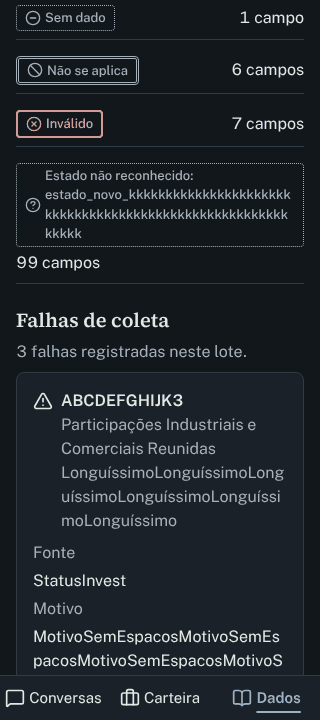 Sem dado 1 campo
Não se aplica 6 campos
Inválido 7 campos
Estado não reconhecido:
estado_novo_kkkkkkkkkkkkkkkkkkkkkk
kkkkkkkkkkkkkkkkkkkkkkkkkkkkkkkkk
kkkkk
99 campos
Falhas de coleta
3 falhas registradas neste lote.
ABCDEFGHIJK3
Participações Industriais e
Comerciais Reunidas
LonguíssimoLonguíssimoLong
uíssimoLonguíssimoLonguíssi
moLonguíssimo
Fonte
StatusInvest
Motivo
MotivoSemEspacosMotivoSemEs
pacosMotivoSemEspacosMotivoS
Conversas Carteira Dados